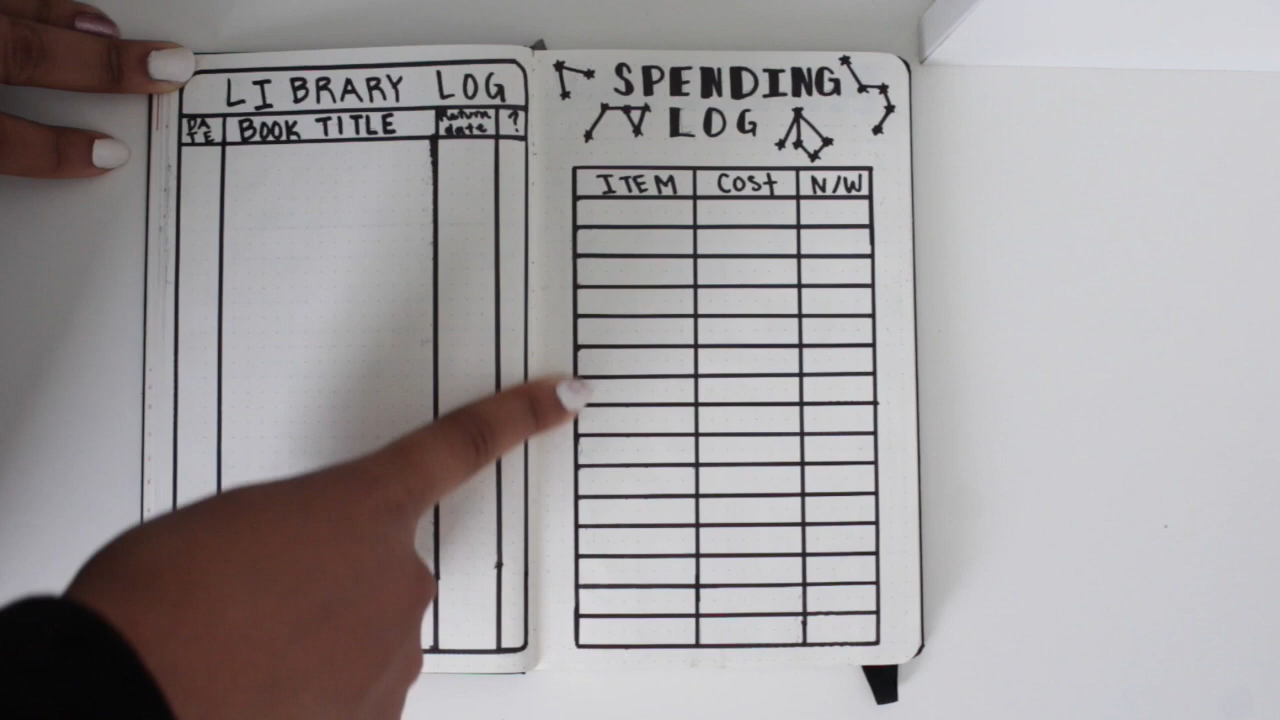 LIBRARY LOG
DATE BOOK TITLE Return date ?
SPENDING
LOG
ITEM COST N/W